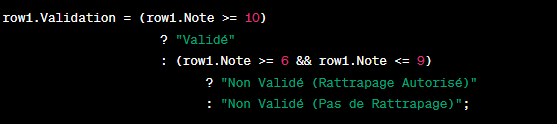 row1.Validation = (row1.Note >= 10)
? "Validé"
: (row1.Note >= 6 && row1.Note <= 9)
? "Non Validé (Rattrapage Autorisé)"
: "Non Validé (Pas de Rattrapage)";